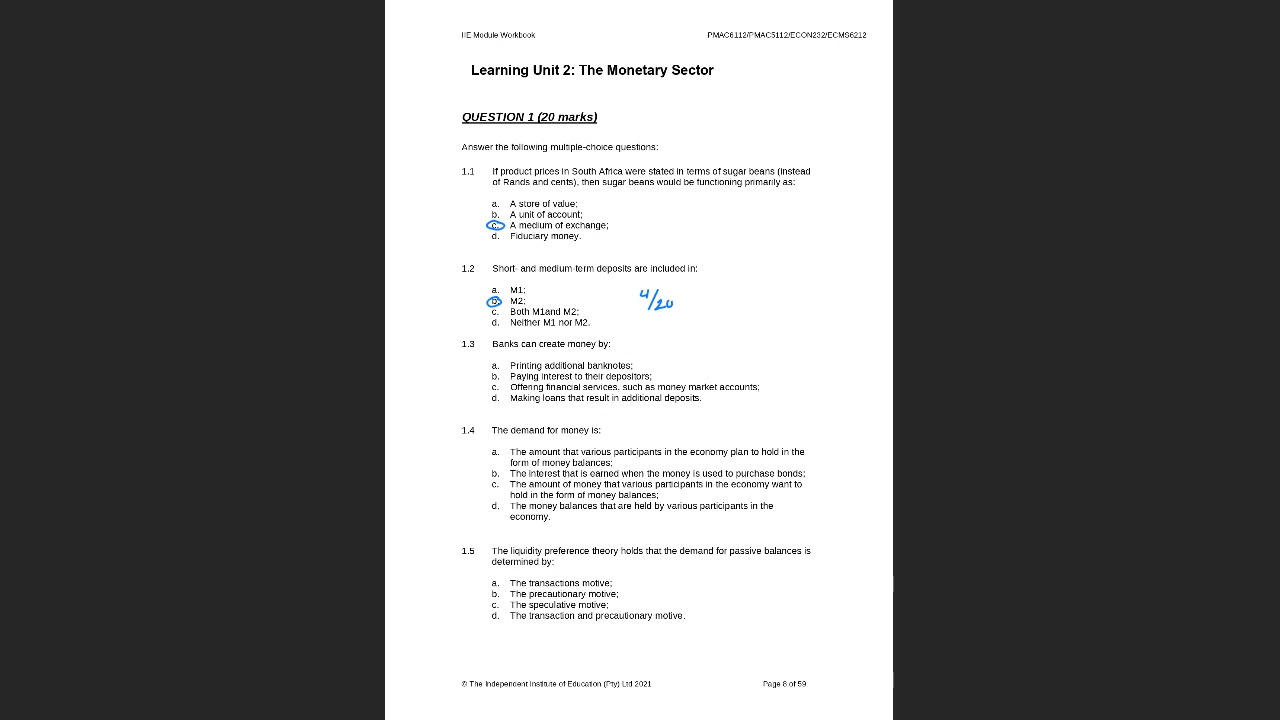 IIE Module Workbook PMAC6112/PMAC5112/ECON232/ECMS6212
Learning Unit 2: The Monetary Sector
QUESTION 1 (20 marks)
Answer the following multiple-choice questions:
1.1 If product prices in South Africa were stated in terms of sugar beans (instead
of Rands and cents), then sugar beans would be functioning primarily as:
a. A store of value;
b. A unit of account;
c. A medium of exchange;
d. Fiduciary money.
1.2 Short- and medium-term deposits are included in:
a. M1;
b. M2;
c. Both M1and M2;
d. Neither M1 nor M2.
4/20
1.3 Banks can create money by:
a. Printing additional banknotes;
b. Paying interest to their depositors;
c. Offering financial services, such as money market accounts;
d. Making loans that result in additional deposits.
1.4 The demand for money is:
a. The amount that various participants in the economy plan to hold in the
form of money balances;
b. The interest that is earned when the money is used to purchase bonds;
c. The amount of money that various participants in the economy want to
hold in the form of money balances;
d. The money balances that are held by various participants in the
economy.
1.5 The liquidity preference theory holds that the demand for passive balances is
determined by:
a. The transactions motive;
b. The precautionary motive;
c. The speculative motive;
d. The transaction and precautionary motive.
© The Independent Institute of Education (Pty) Ltd 2021 Page 8 of 59